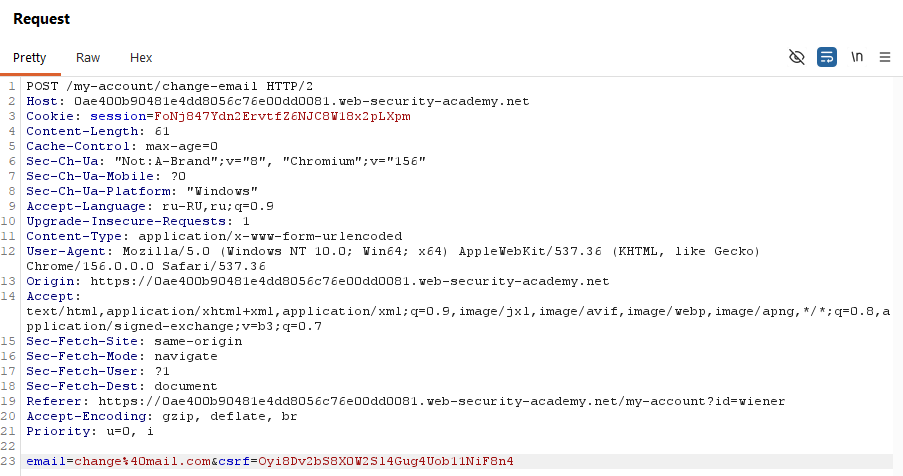 Request
Pretty Raw Hex
\n
1 POST /my-account/change-email HTTP/2
2 Host: 0ae400b90481e4dd8056c76e00dd0081.web-security-academy.net
3 Cookie: session=FoNj847Ydn2ErvtfZ6NJC8W18x2pLXpm
4 Content-Length: 61
5 Cache-Control: max-age=0
6 Sec-Ch-Ua: "Not:A-Brand";v="8", "Chromium";v="156"
7 Sec-Ch-Ua-Mobile: ?0
8 Sec-Ch-Ua-Platform: "Windows"
9 Accept-Language: ru-RU,ru;q=0.9
10 Upgrade-Insecure-Requests: 1
11 Content-Type: application/x-www-form-urlencoded
12 User-Agent: Mozilla/5.0 (Windows NT 10.0; Win64; x64) AppleWebKit/537.36 (KHTML, like Gecko)
Chrome/156.0.0.0 Safari/537.36
13 Origin: https://0ae400b90481e4dd8056c76e00dd0081.web-security-academy.net
14 Accept:
text/html,application/xhtml+xml,application/xml;q=0.9,image/jxl,image/avif,image/webp,image/apng,*/*;q=0.8,a
pplication/signed-exchange;v=b3;q=0.7
15 Sec-Fetch-Site: same-origin
16 Sec-Fetch-Mode: navigate
17 Sec-Fetch-User: ?1
18 Sec-Fetch-Dest: document
19 Referer: https://0ae400b90481e4dd8056c76e00dd0081.web-security-academy.net/my-account?id=wiener
20 Accept-Encoding: gzip, deflate, br
21 Priority: u=0, i
22
23 email=change%40mail.com&csrf=Oyi8Dv2bS8X0W2Sl4Gug4Uob11NiF8n4